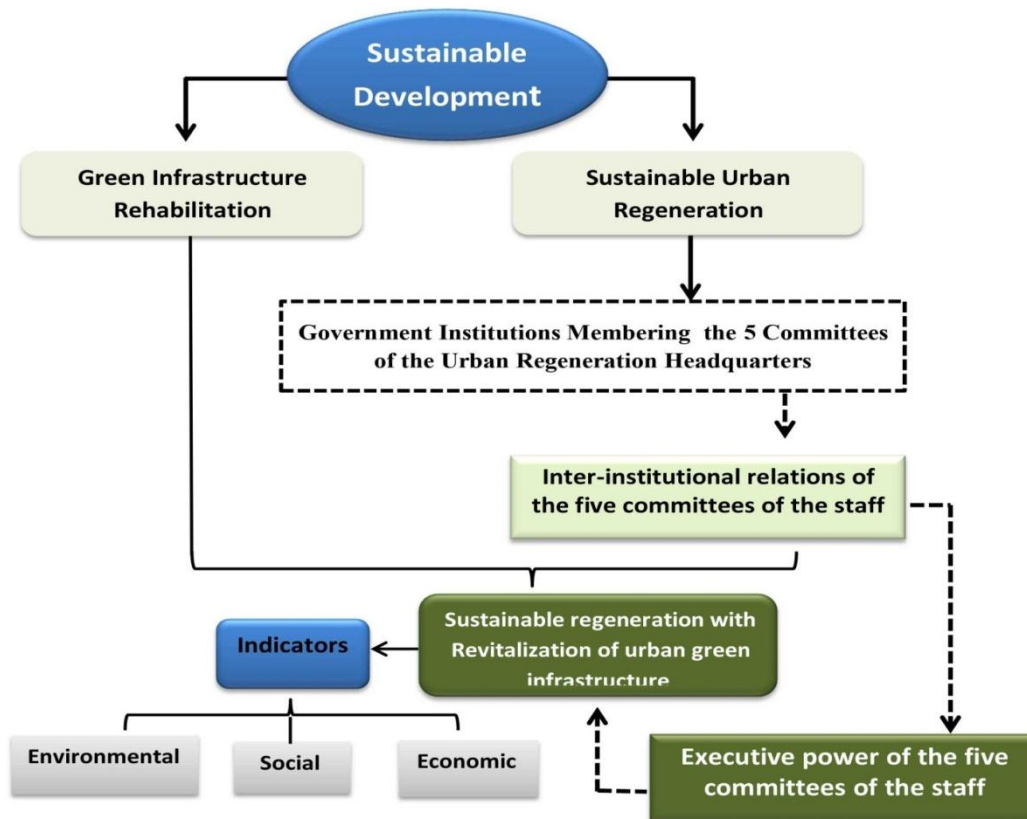 Sustainable
Development
Green Infrastructure
Rehabilitation
Sustainable Urban
Regeneration
Government Institutions Membering the 5 Committees
of the Urban Regeneration Headquarters
Inter-institutional relations of
the five committees of the staff
Sustainable regeneration with
Revitalization of urban green
infrastructure
Indicators
Environmental
Social
Economic
Executive power of the five
committees of the staff